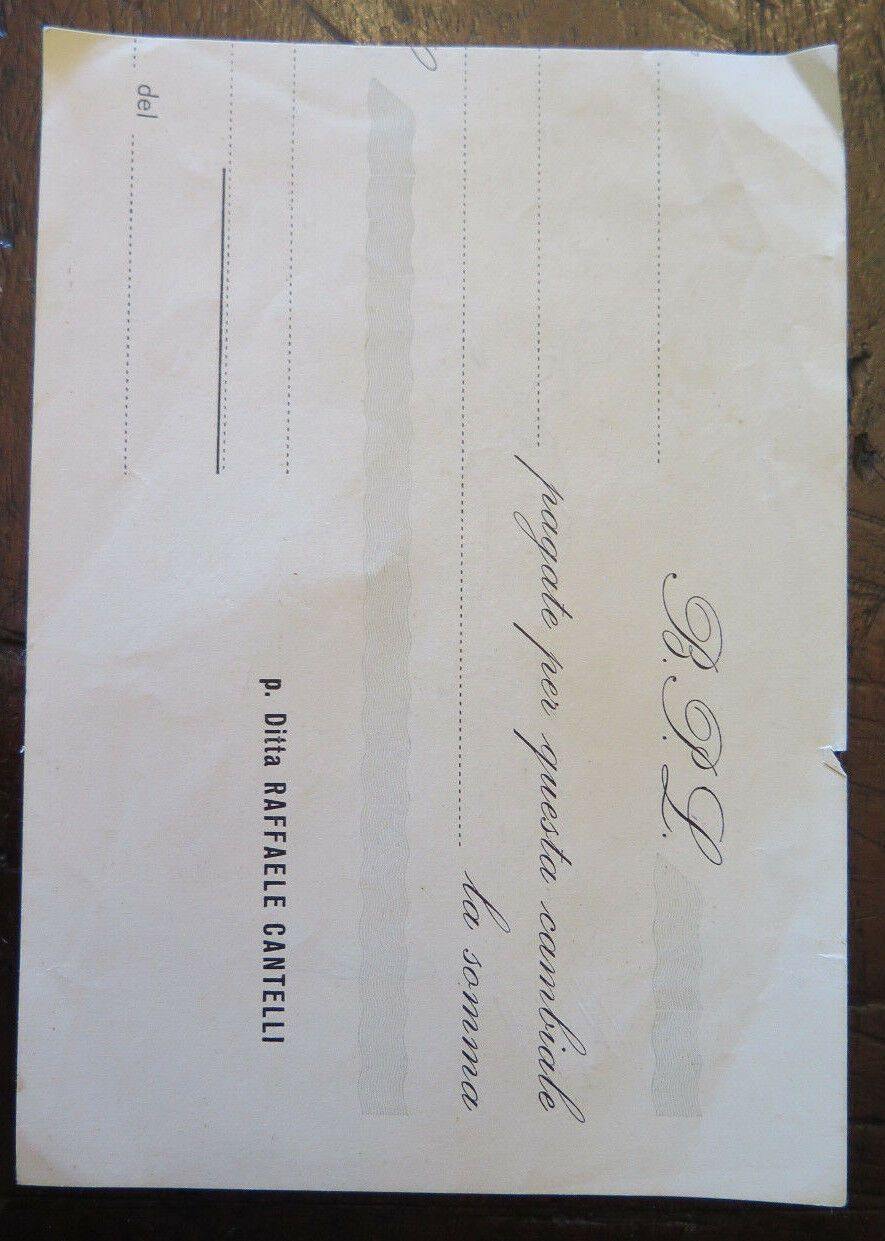 B. P. L.
pagate per questa cambiale
la somma
p. Ditta RAFFAELE CANTELLI
del